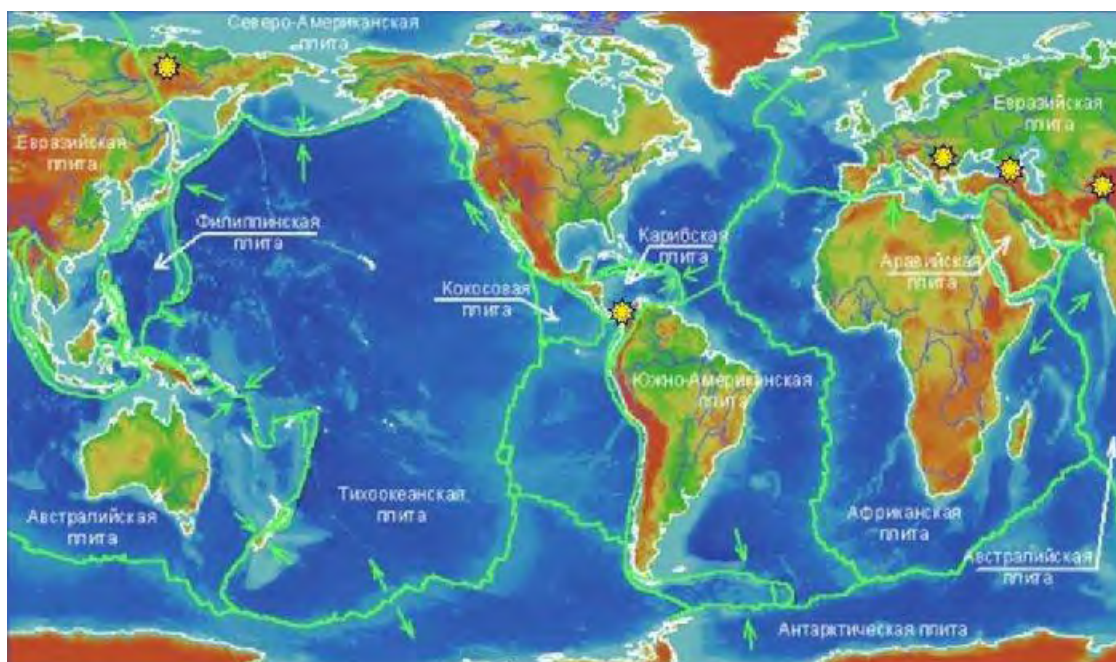 Северо-Американская
плита
Евразийская
плита
Евразийская
плита
Филиппинская
плита
Карибская
плита
Аравийская
плита
Кокосовая
плита
Южно-Американская
плита
Тихоокеанская
плита
Австралийская
плита
Африканская
плита
Австралийская
плита
Антарктическая плита